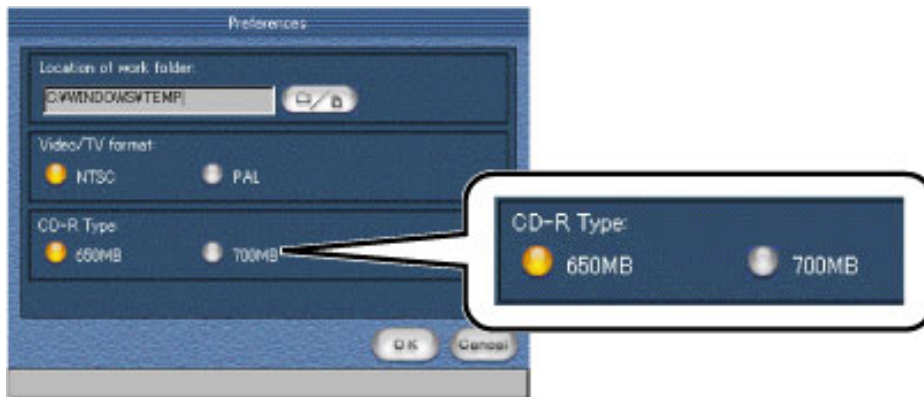 Preferences
Location of work folder:
C:¥WINDOWS¥TEMP
Video/TV format:
NTSC PAL
CD-R Type:
650MB 700MB
CD-R Type:
650MB 700MB
OK Cancel